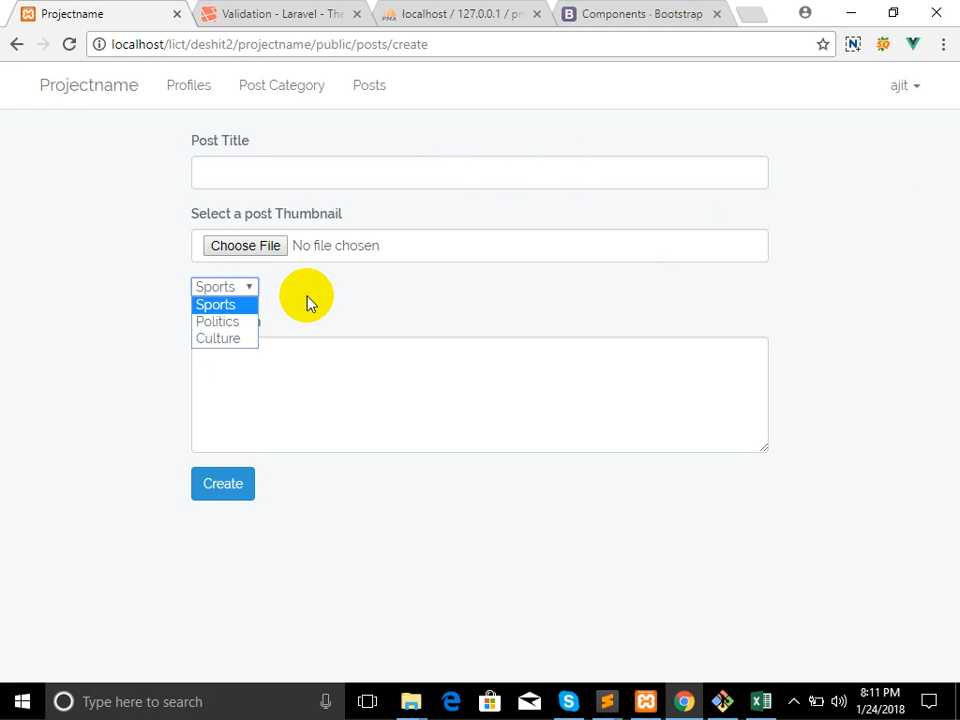 Projectname
Validation - Laravel - The
localhost / 127.0.0.1 / pr
Components · Bootstrap
localhost/lict/deshit2/projectname/public/posts/create
Projectname Profiles Post Category Posts ajit
Post Title
Select a post Thumbnail
Choose File No file chosen
Sports
Sports
Politics
Culture
Create
Type here to search
8:11 PM
1/24/2018